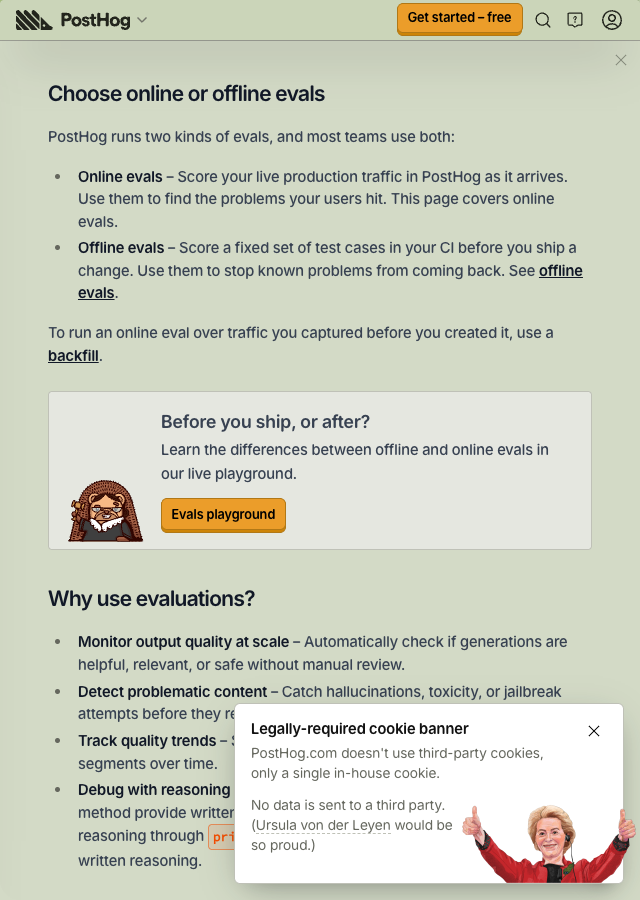 PostHog
Get started – free
Choose online or offline evals
PostHog runs two kinds of evals, and most teams use both:
Online evals – Score your live production traffic in PostHog as it arrives.
Use them to find the problems your users hit. This page covers online
evals.
Offline evals – Score a fixed set of test cases in your CI before you ship a
change. Use them to stop known problems from coming back. See offline
evals.
To run an online eval over traffic you captured before you created it, use a
backfill.
Before you ship, or after?
Learn the differences between offline and online evals in
our live playground.
Evals playground
Why use evaluations?
Monitor output quality at scale – Automatically check if generations are
helpful, relevant, or safe without manual review.
Detect problematic content – Catch hallucinations, toxicity, or jailbreak
attempts before they
Track quality trends –
segments over time.
Debug with reasoning
method provide
reasoning through
written reasoning.
Legally-required cookie banner
PostHog.com doesn't use third-party cookies,
only a single in-house cookie.
No data is sent to a third party.
(Ursula von der Leyen would be
so proud.)